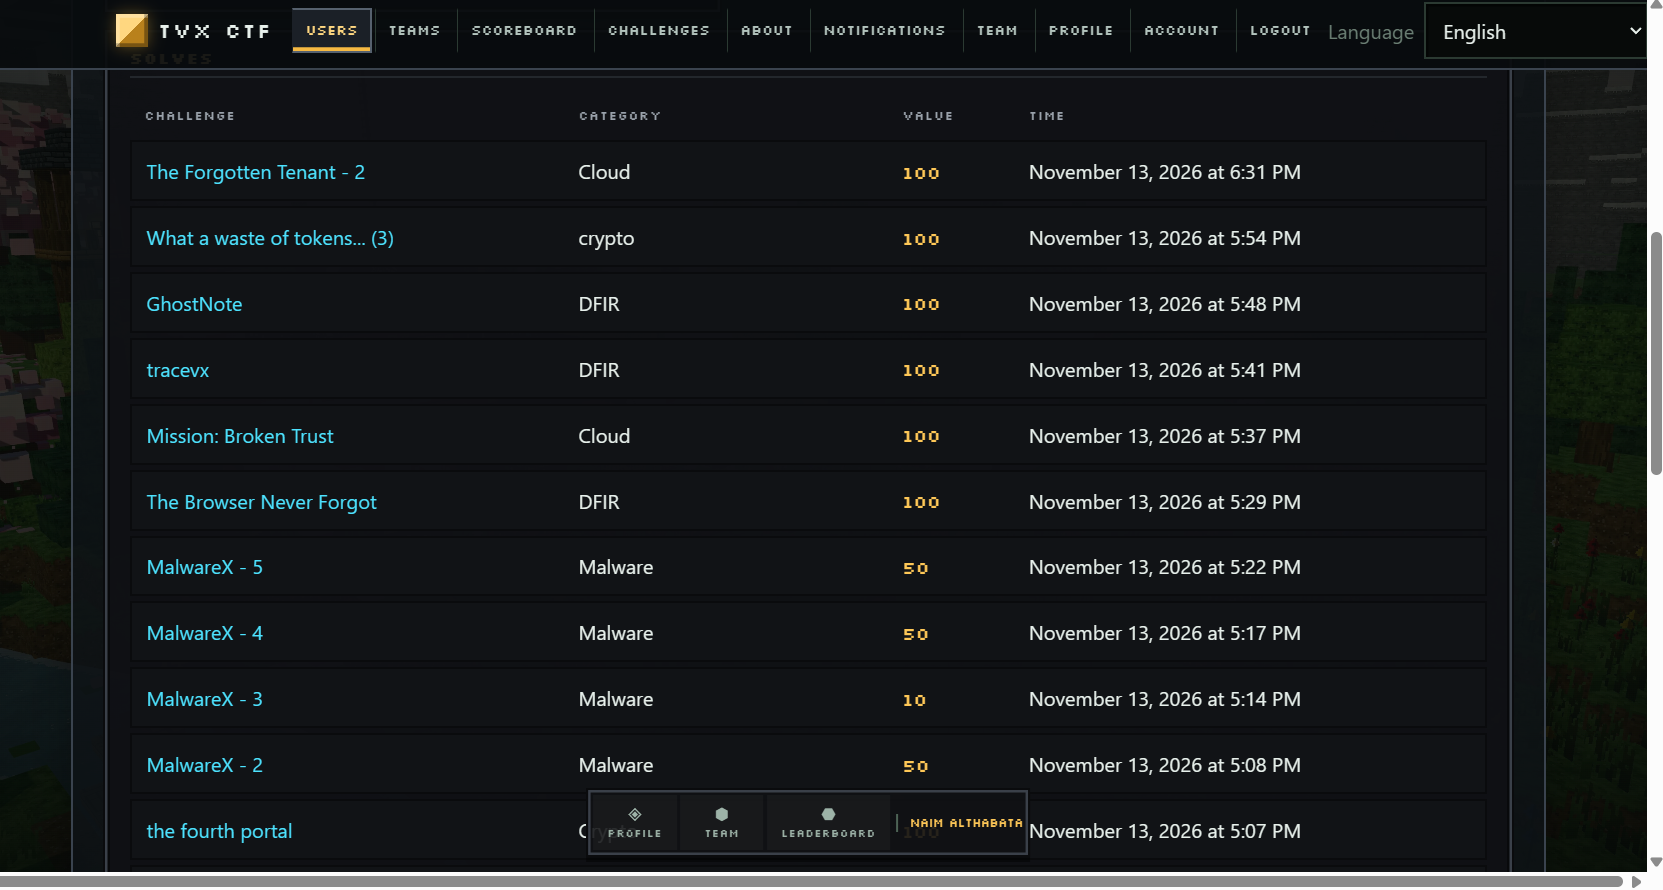 TVX CTF USERS TEAMS SCOREBOARD CHALLENGES ABOUT NOTIFICATIONS TEAM PROFILE ACCOUNT LOGOUT Language English
SOLVES
CHALLENGE CATEGORY VALUE TIME
The Forgotten Tenant - 2 Cloud 100 November 13, 2026 at 6:31 PM
What a waste of tokens... (3) crypto 100 November 13, 2026 at 5:54 PM
GhostNote DFIR 100 November 13, 2026 at 5:48 PM
tracevx DFIR 100 November 13, 2026 at 5:41 PM
Mission: Broken Trust Cloud 100 November 13, 2026 at 5:37 PM
The Browser Never Forgot DFIR 100 November 13, 2026 at 5:29 PM
MalwareX - 5 Malware 50 November 13, 2026 at 5:22 PM
MalwareX - 4 Malware 50 November 13, 2026 at 5:17 PM
MalwareX - 3 Malware 10 November 13, 2026 at 5:14 PM
MalwareX - 2 Malware 50 November 13, 2026 at 5:08 PM
the fourth portal 100 November 13, 2026 at 5:07 PM
PROFILE TEAM LEADERBOARD NAIM ALTHABATA